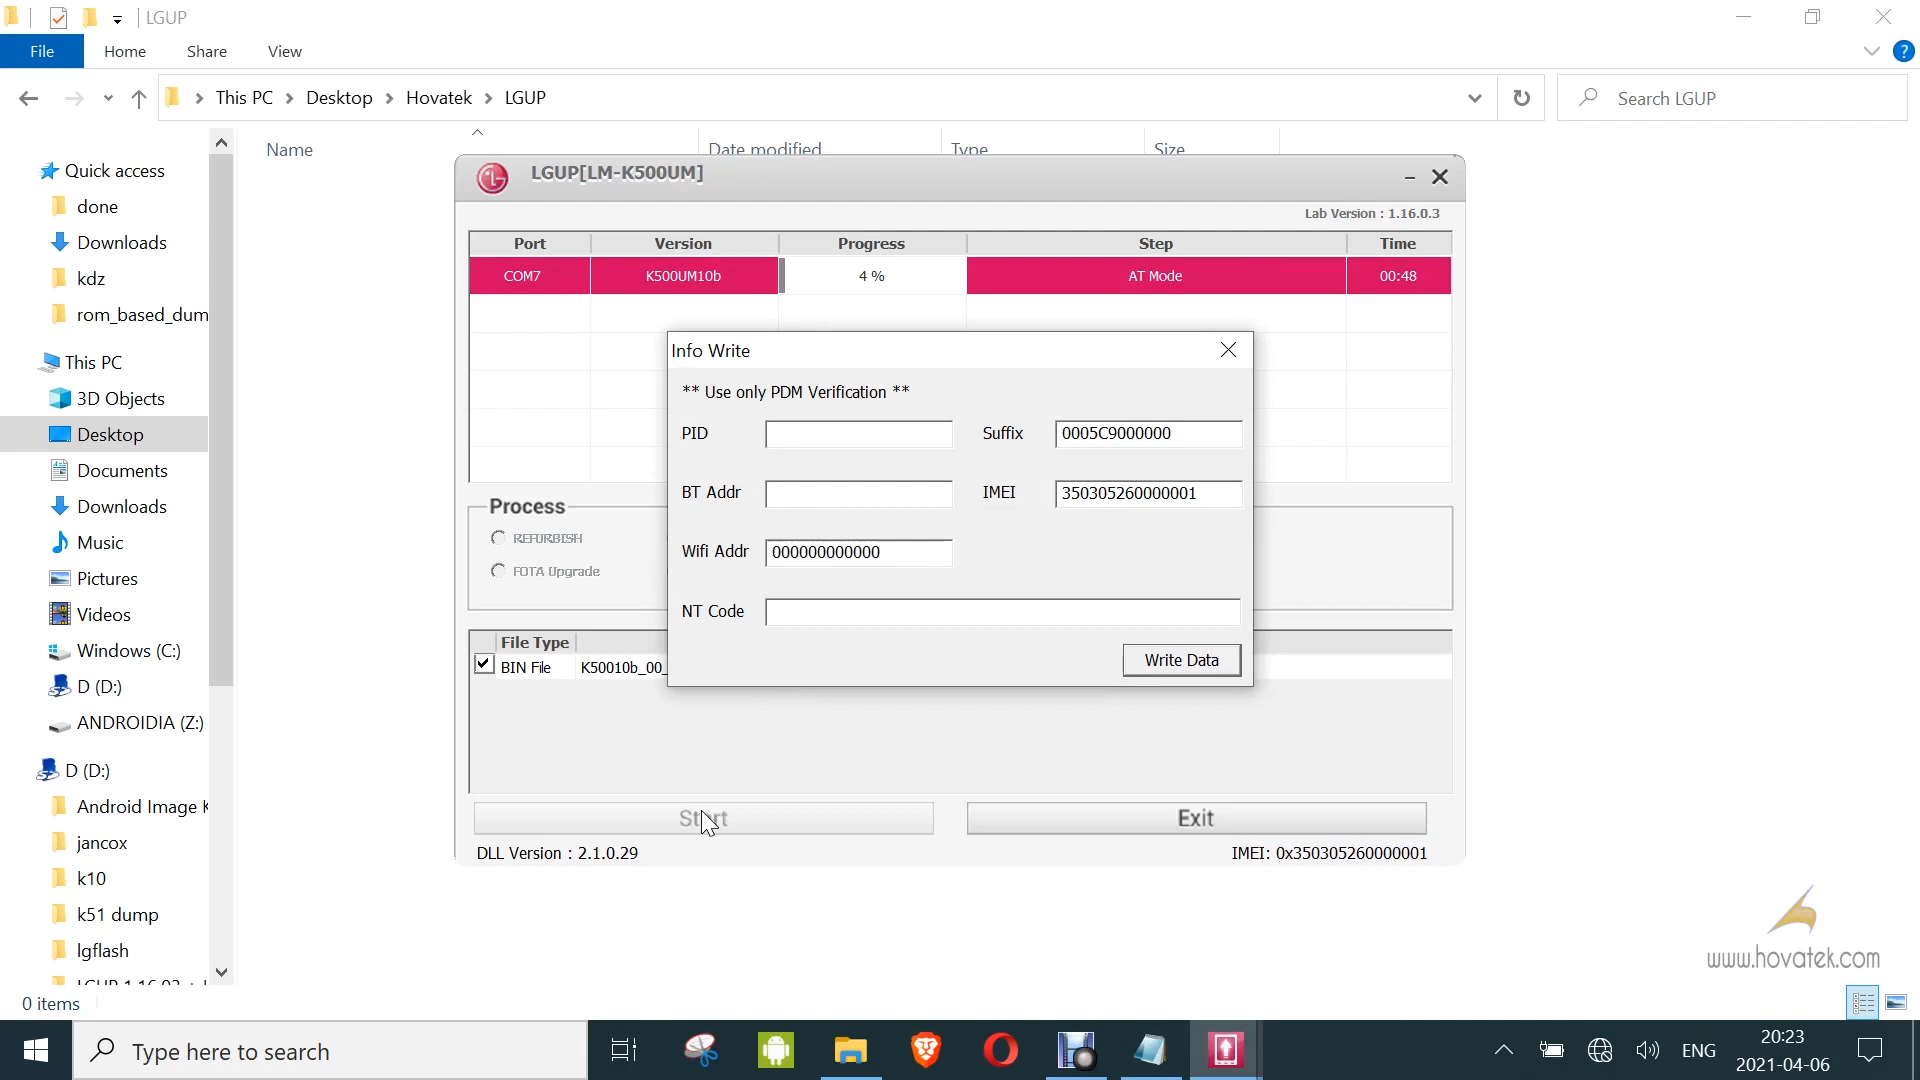 LGUP
File
Home
Share
View
This PC
Desktop
Hovatek
LGUP
Search LGUP
Name
Date modified
Type
Size
Quick access
done
Downloads
kdz
rom_based_dum
This PC
3D Objects
Desktop
Documents
Downloads
Music
Pictures
Videos
Windows (C:)
D (D:)
ANDROIDIA (Z:)
D (D:)
Android Image K
jancox
k10
k51 dump
lgflash
0 items
LGUP[LM-K500UM]
Lab Version : 1.16.0.3
Port
Version
Progress
Step
Time
COM7
K500UM10b
4 %
AT Mode
00:48
Info Write
** Use only PDM Verification **
PID
Suffix
0005C9000000
BT Addr
IMEI
350305260000001
Wifi Addr
000000000000
NT Code
Write Data
Process
REFURBISH
FOTA Upgrade
File Type
BIN File
K50010b_00_
Start
Exit
DLL Version : 2.1.0.29
IMEI: 0x350305260000001
www.hovatek.com
Type here to search
ENG
20:23
2021-04-06